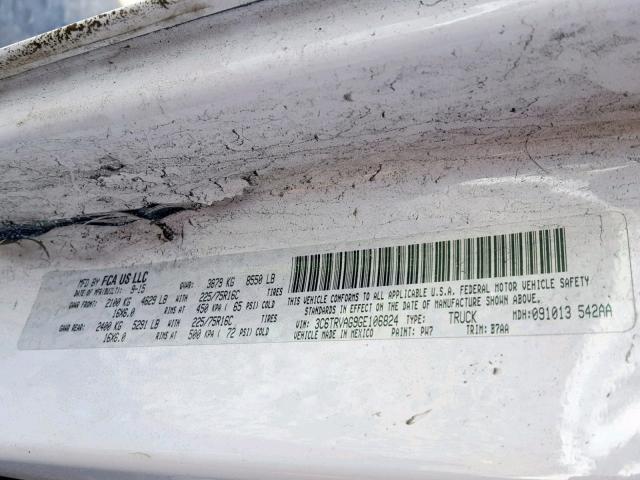 MFD BY FCA US LLC
DATE OF MFR/DICTI: 9-15 GVWR: 3878 KG 8550 LB
GAWR FRONT: 2100 KG 4629 LB WITH 225/75R16C TIRES
16X6.0 RIMS AT 450 KPA ( 65 PSI) COLD
GAWR REAR: 2400 KG 5291 LB WITH 225/75R16C TIRES
16X6.0 RIMS AT 500 KPA ( 72 PSI) COLD
THIS VEHICLE CONFORMS TO ALL APPLICABLE U.S.A. FEDERAL MOTOR VEHICLE SAFETY
STANDARDS IN EFFECT ON THE DATE OF MANUFACTURE SHOWN ABOVE.
VIN: 3C6TRVAG9GE106824 TYPE: TRUCK MDH: 091013 542AA
VEHICLE MADE IN MEXICO PAINT: PW7 TRIM: B7AA